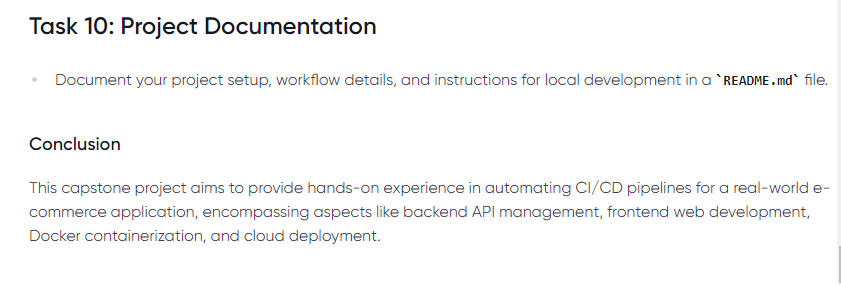 Task 10: Project Documentation
Document your project setup, workflow details, and instructions for local development in a `README.md` file.
Conclusion
This capstone project aims to provide hands-on experience in automating CI/CD pipelines for a real-world e-
commerce application, encompassing aspects like backend API management, frontend web development,
Docker containerization, and cloud deployment.